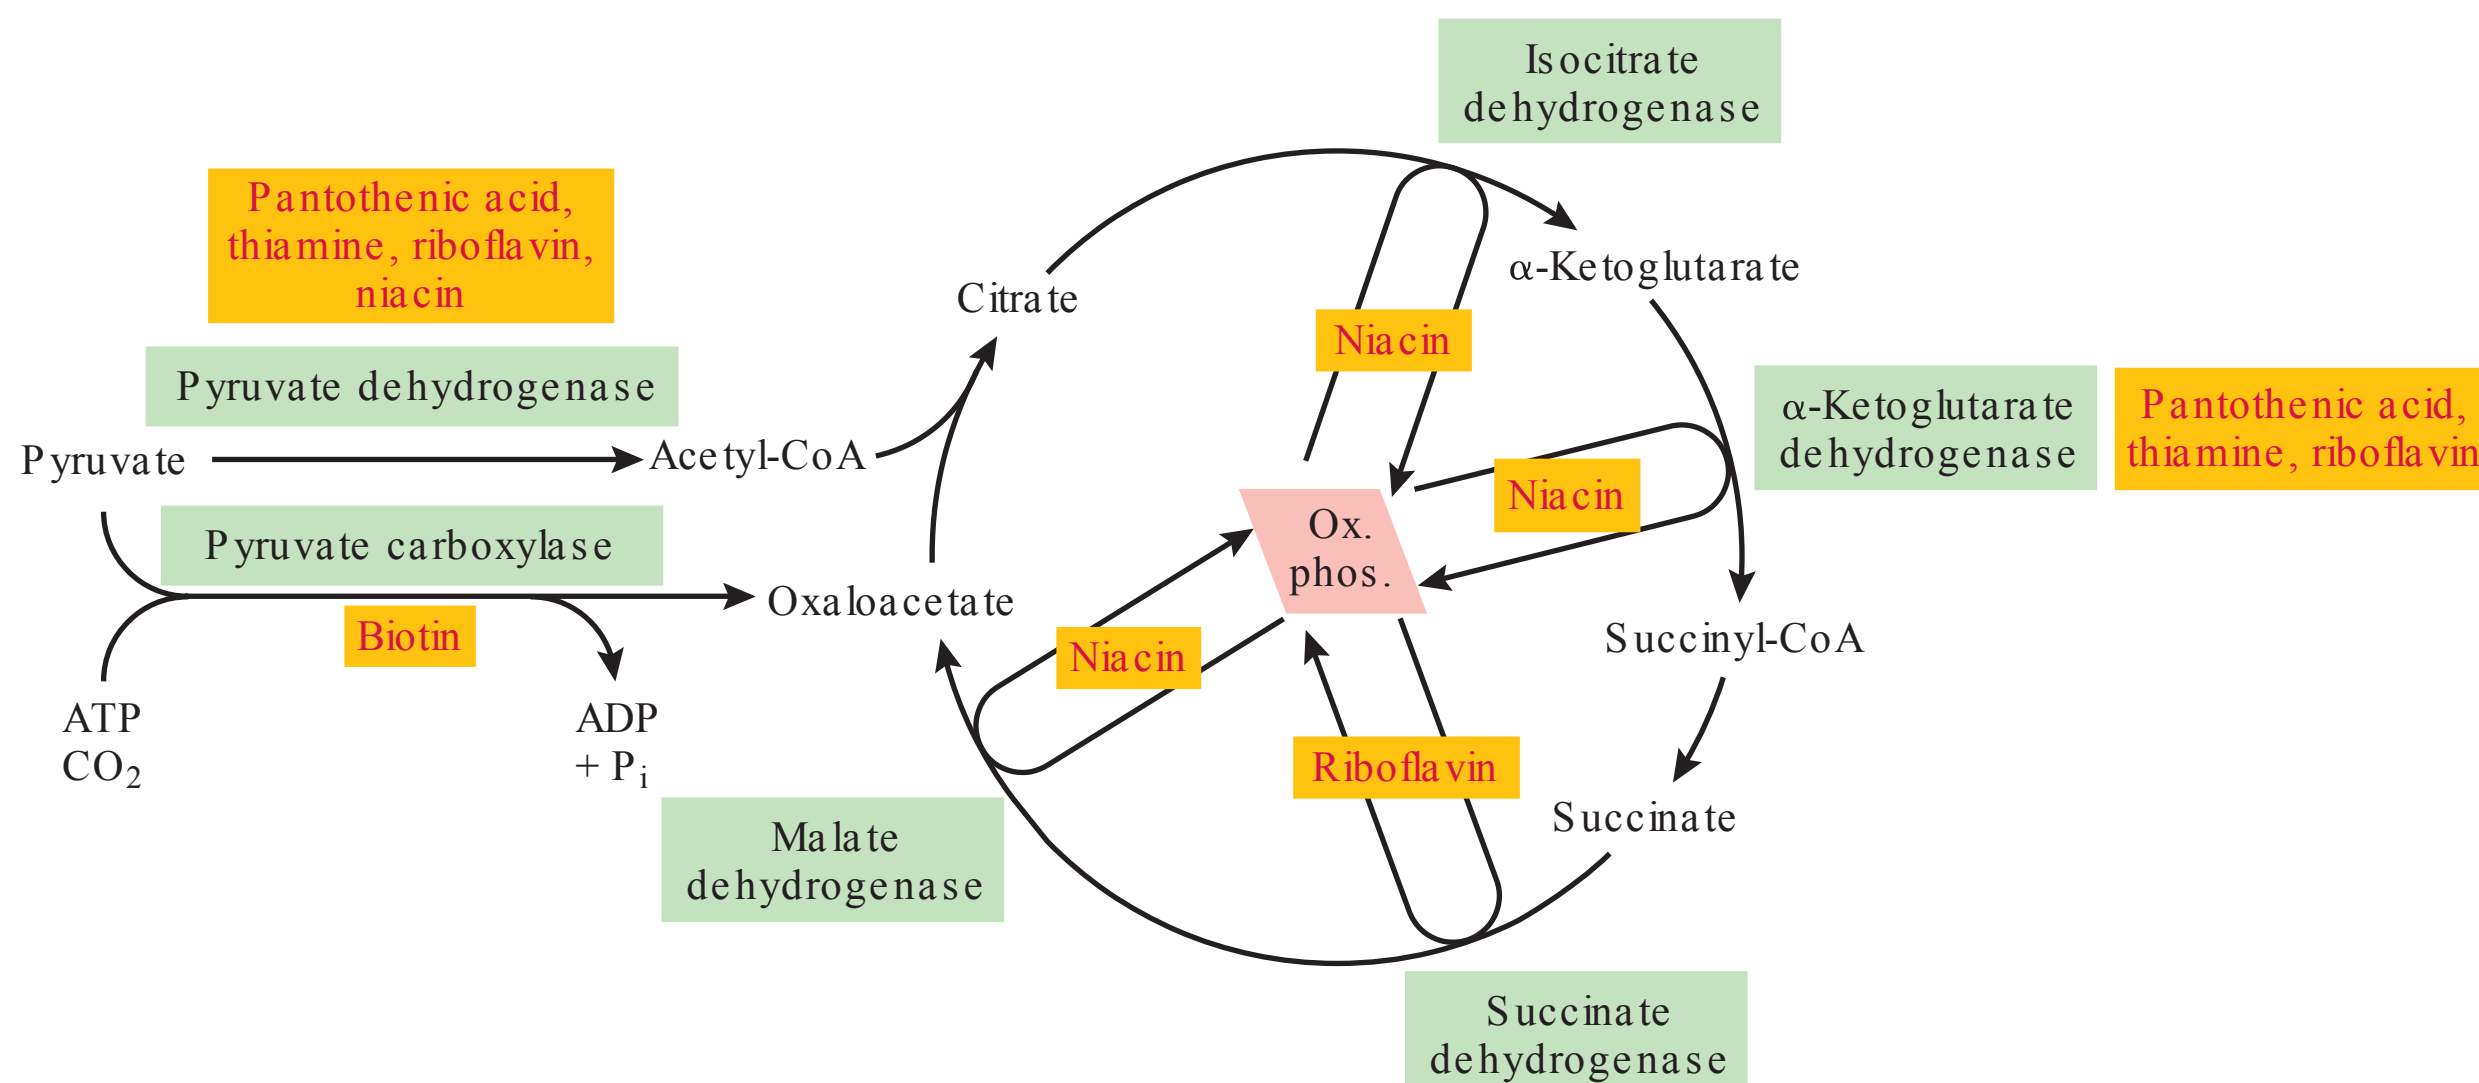 Isocitrate
dehydrogenase
Pantothenic acid,
thiamine, riboflavin,
niacin
Citrate
α-Ketoglutarate
Niacin
Pyruvate dehydrogenase
α-Ketoglutarate
dehydrogenase
Pantothenic acid,
thiamine, riboflavin
Pyruvate
Acetyl-CoA
Niacin
Pyruvate carboxylase
Ox.
phos.
Oxaloacetate
Biotin
Niacin
Succinyl-CoA
ATP
CO₂
ADP
+ Pᵢ
Riboflavin
Succinate
Malate
dehydrogenase
Succinate
dehydrogenase